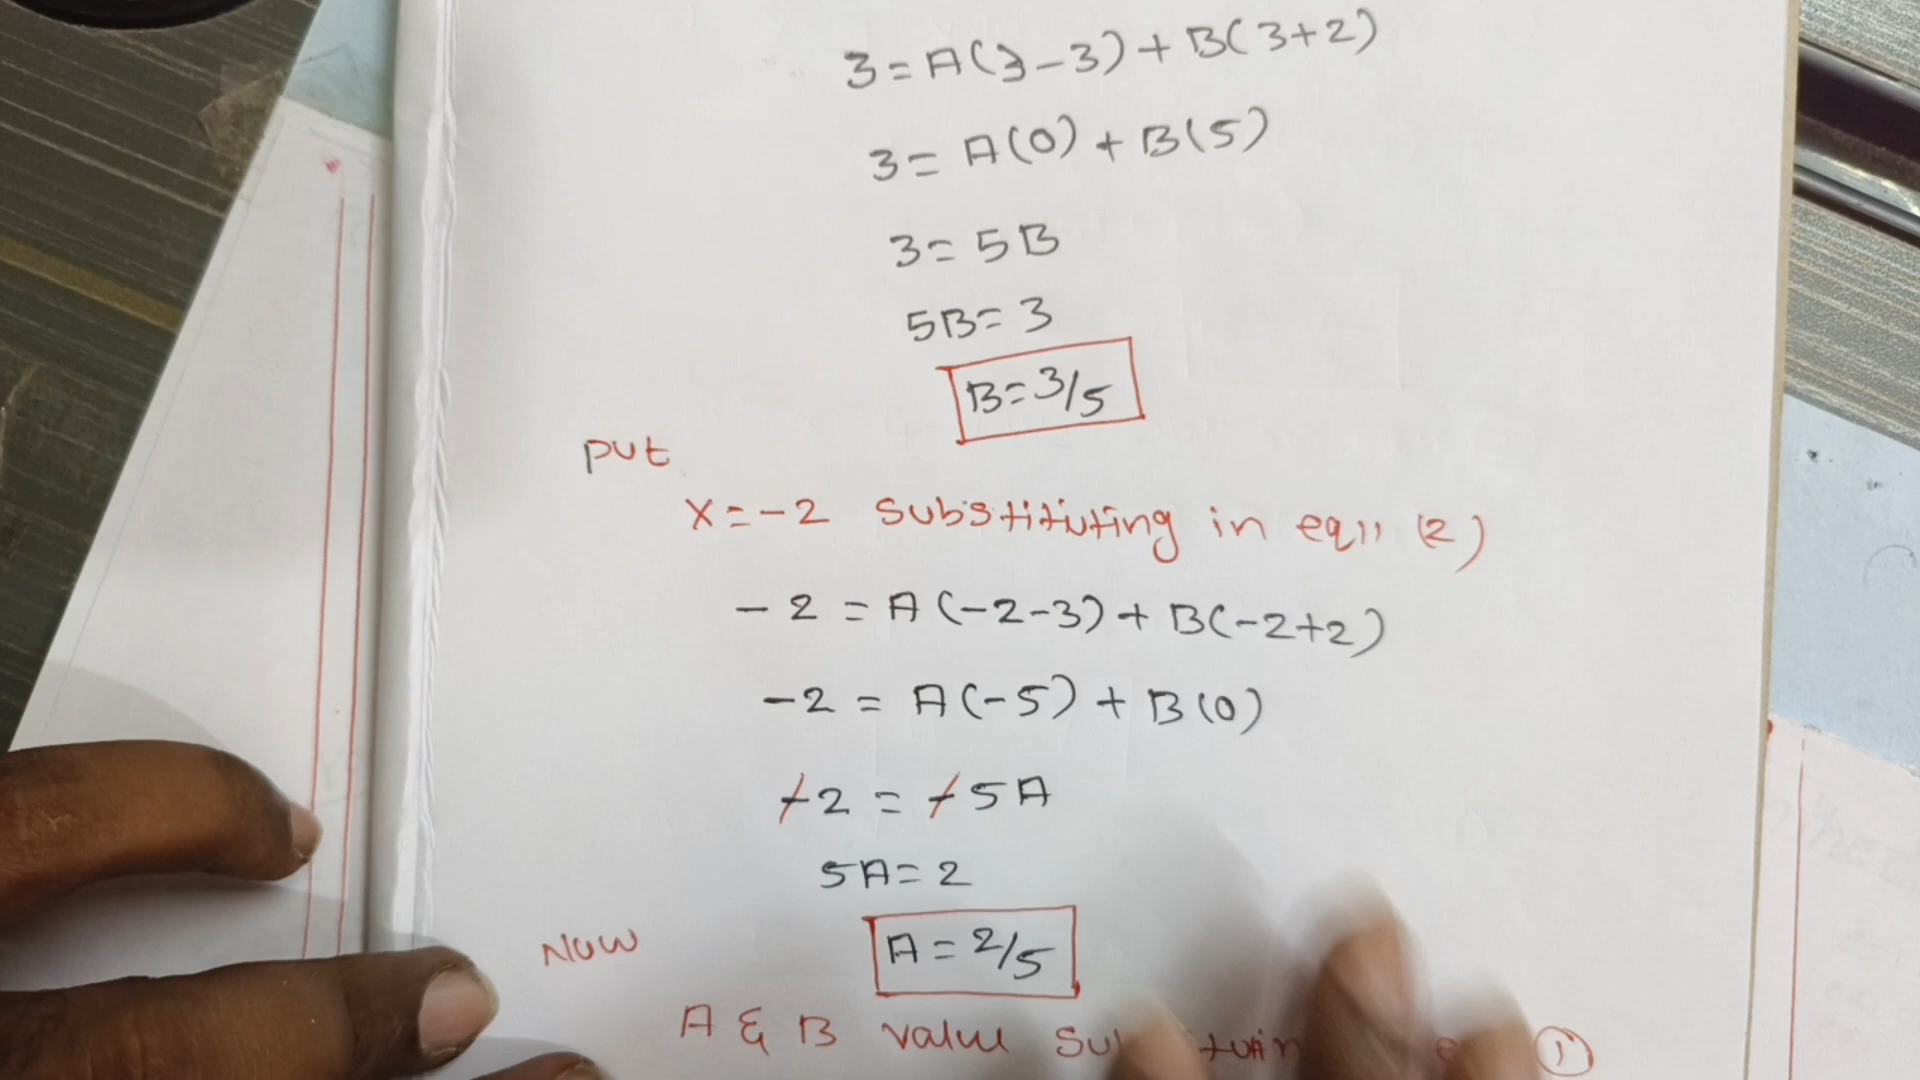 3 = A(3-3) + B(3+2)
3 = A(0) + B(5)
3 = 5B
5B = 3
B = 3/5
put
x = -2 substituting in eqn (2)
-2 = A(-2-3) + B(-2+2)
-2 = A(-5) + B(0)
-2 = -5A
5A = 2
Now
A = 2/5
A & B value
①